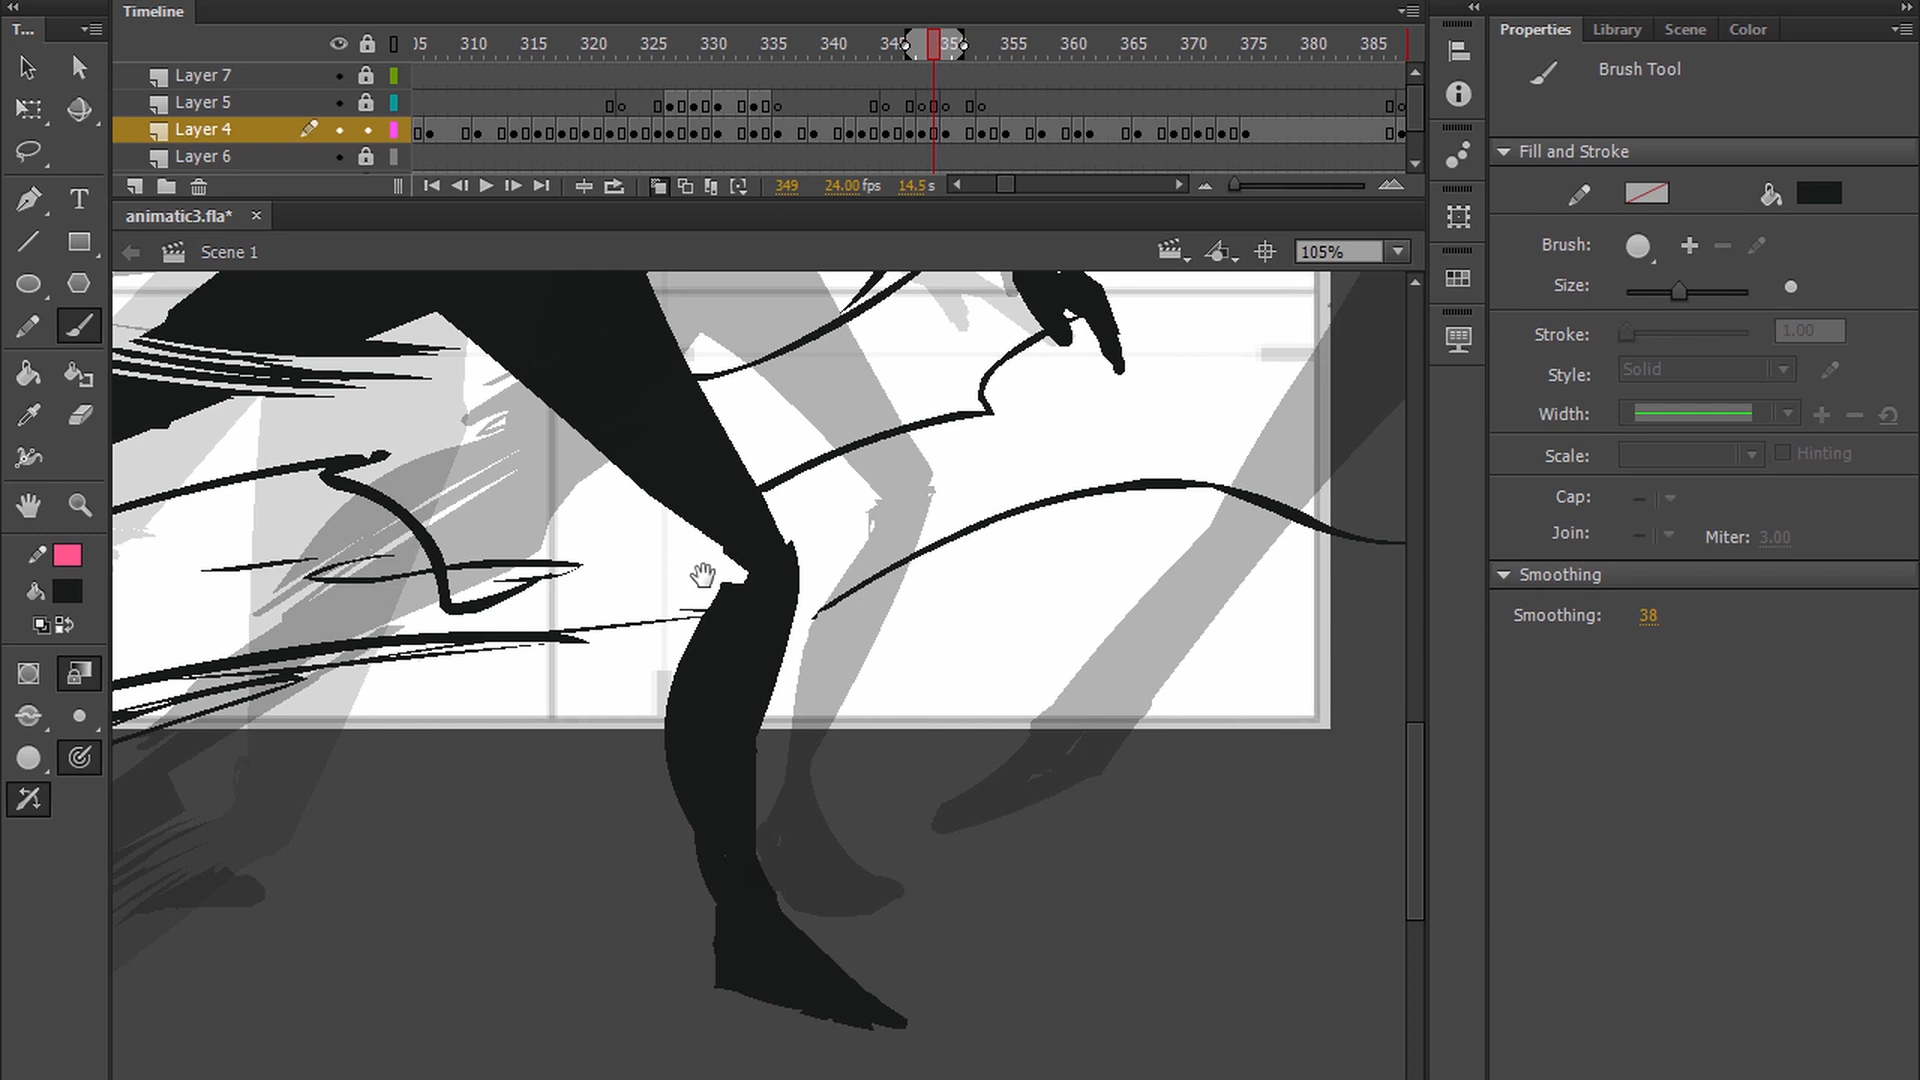 T...
Timeline
Properties
Library
Scene
Color
05 310 315 320 325 330 335 340 345 350 355 360 365 370 375 380 385
Brush Tool
Layer 7
Layer 5
Layer 4
Layer 6
349 24.00 fps 14.5 s
Fill and Stroke
animatic3.fla*
Scene 1
105%
Brush:
Size:
Stroke: 1.00
Style: Solid
Width:
Scale: Hinting
Cap:
Join: Miter: 3.00
Smoothing
Smoothing: 38